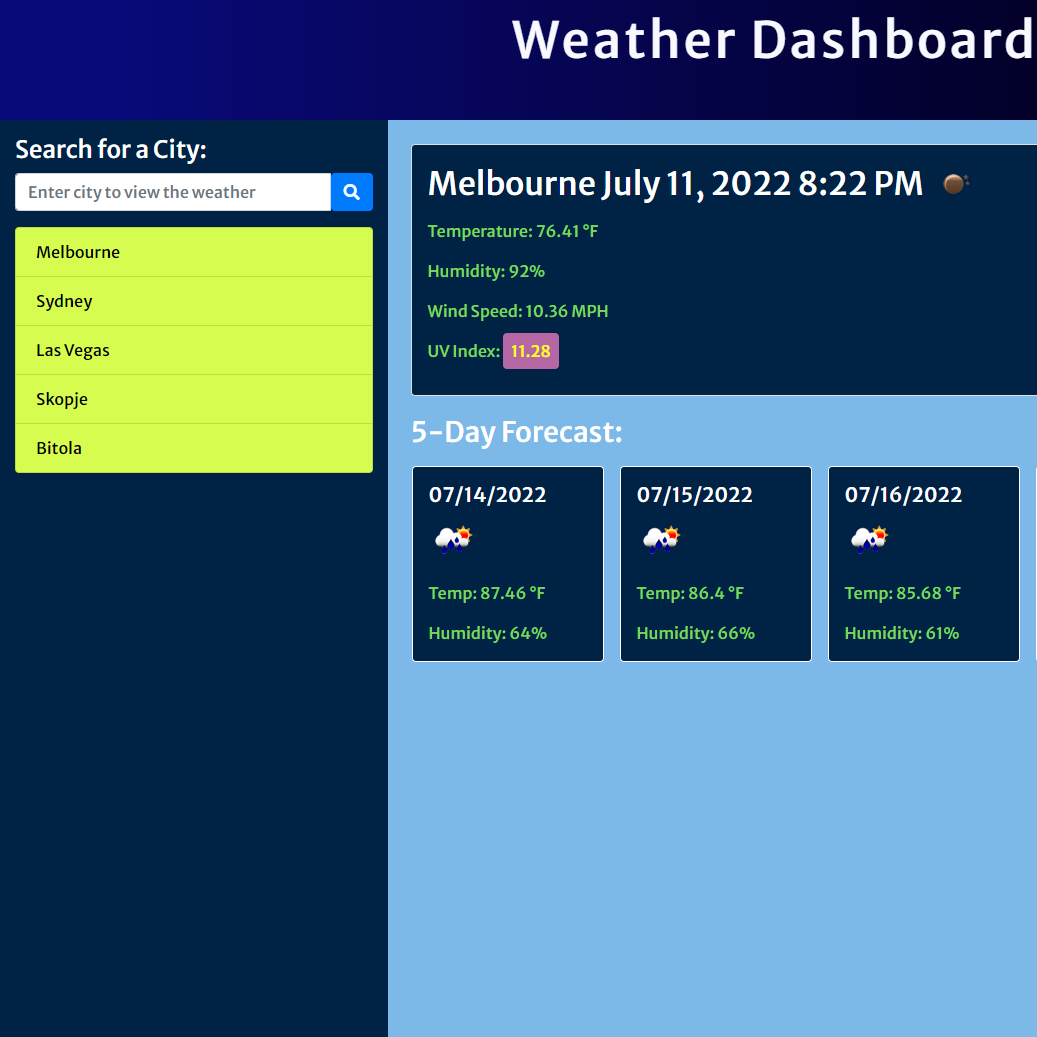 Weather Dashboard
Search for a City:
Enter city to view the weather
Melbourne
Sydney
Las Vegas
Skopje
Bitola
Melbourne July 11, 2022 8:22 PM
Temperature: 76.41 °F
Humidity: 92%
Wind Speed: 10.36 MPH
UV Index: 11.28
5-Day Forecast:
07/14/2022
Temp: 87.46 °F
Humidity: 64%
07/15/2022
Temp: 86.4 °F
Humidity: 66%
07/16/2022
Temp: 85.68 °F
Humidity: 61%